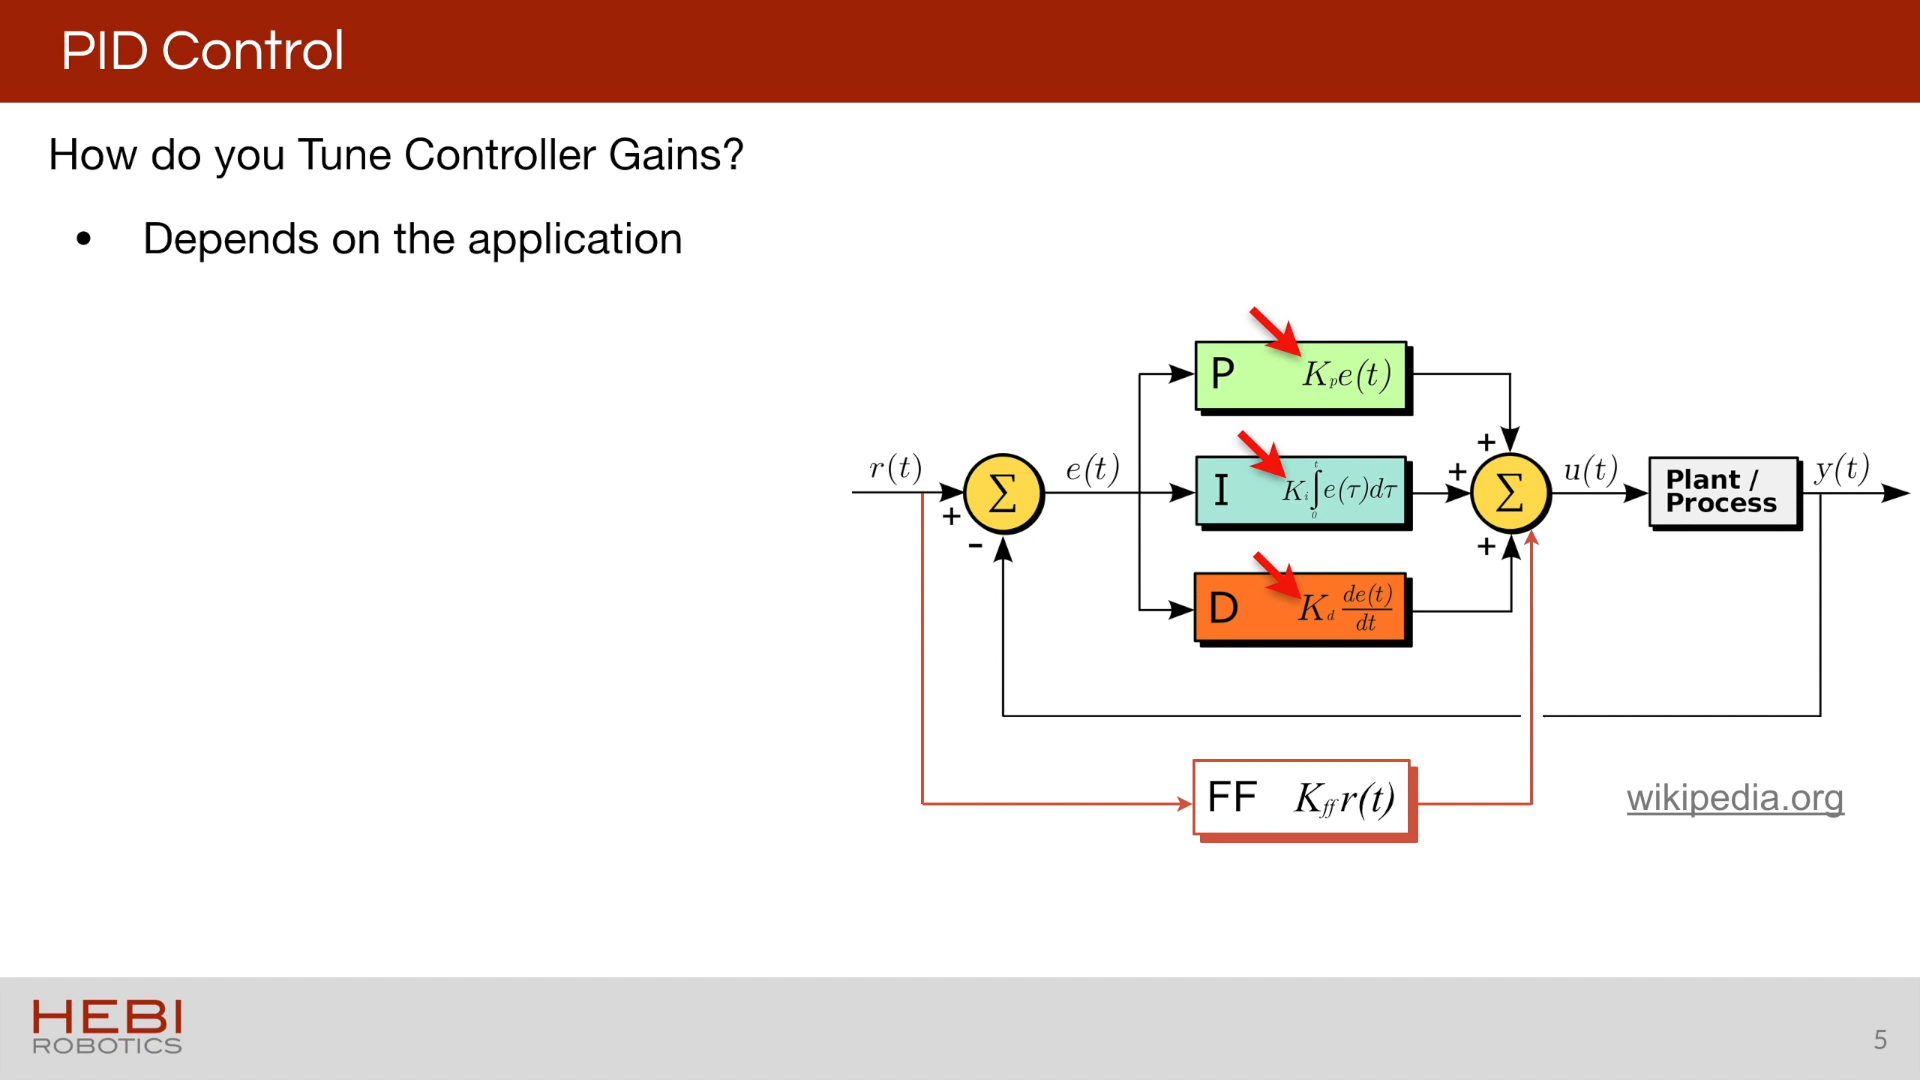 PID Control
How do you Tune Controller Gains?
• Depends on the application
P K_p e(t)
r(t)
e(t)
I K_i ∫_0^t e(τ)dτ
u(t)
Plant /
Process
y(t)
+
-
+
+
+
Σ
Σ
D K_d de(t)/dt
FF K_ff r(t)
wikipedia.org
HEBI
ROBOTICS
5